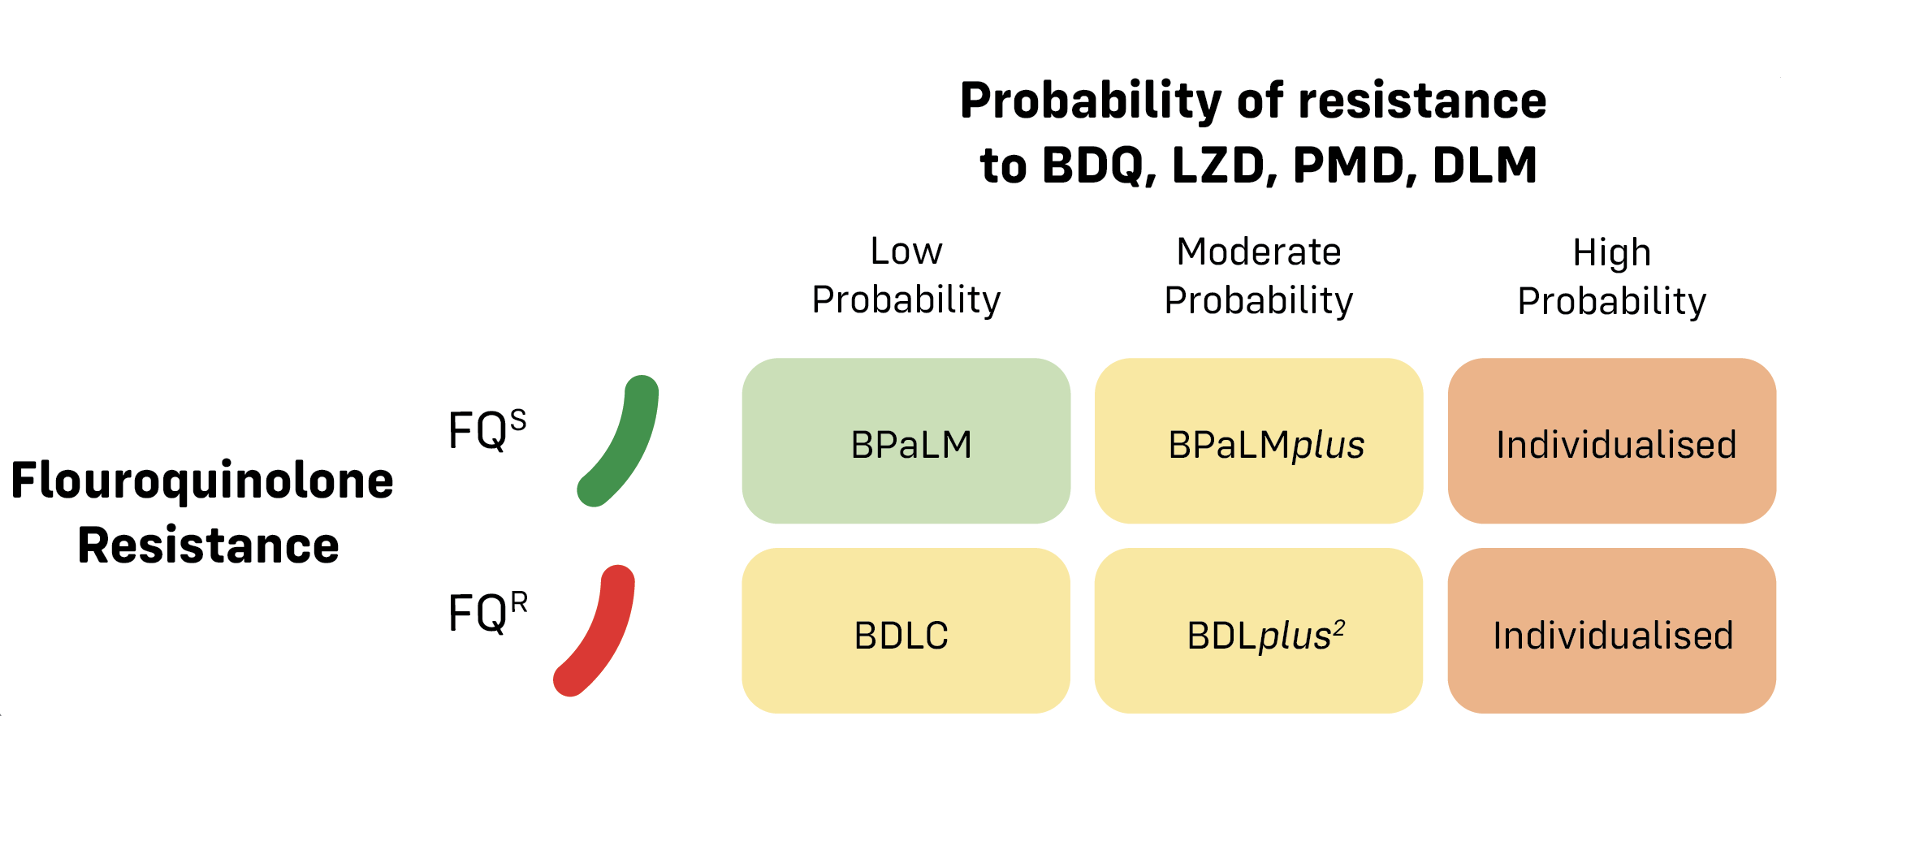 Probability of resistance
to BDQ, LZD, PMD, DLM
Low
Probability
Moderate
Probability
High
Probability
Flouroquinolone
Resistance
FQS
BPaLM
BPaLMplus
Individualised
FQR
BDLC
BDLplus2
Individualised